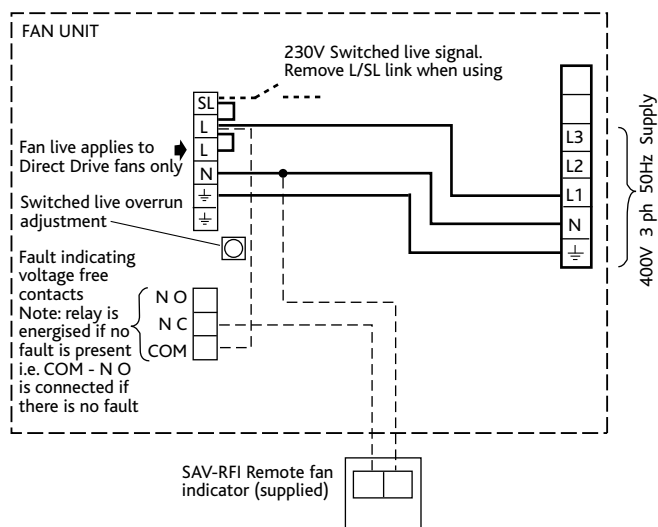 FAN UNIT
230V Switched live signal.
Remove L/SL link when using
SL
L
L
N
Fan live applies to
Direct Drive fans only
Switched live overrun
adjustment
Fault indicating
voltage free
contacts
Note: relay is
energised if no
fault is present
i.e. COM - N O
is connected if
there is no fault
N O
N C
COM
L3
L2
L1
N
400V 3 ph 50Hz Supply
SAV-RFI Remote fan
indicator (supplied)